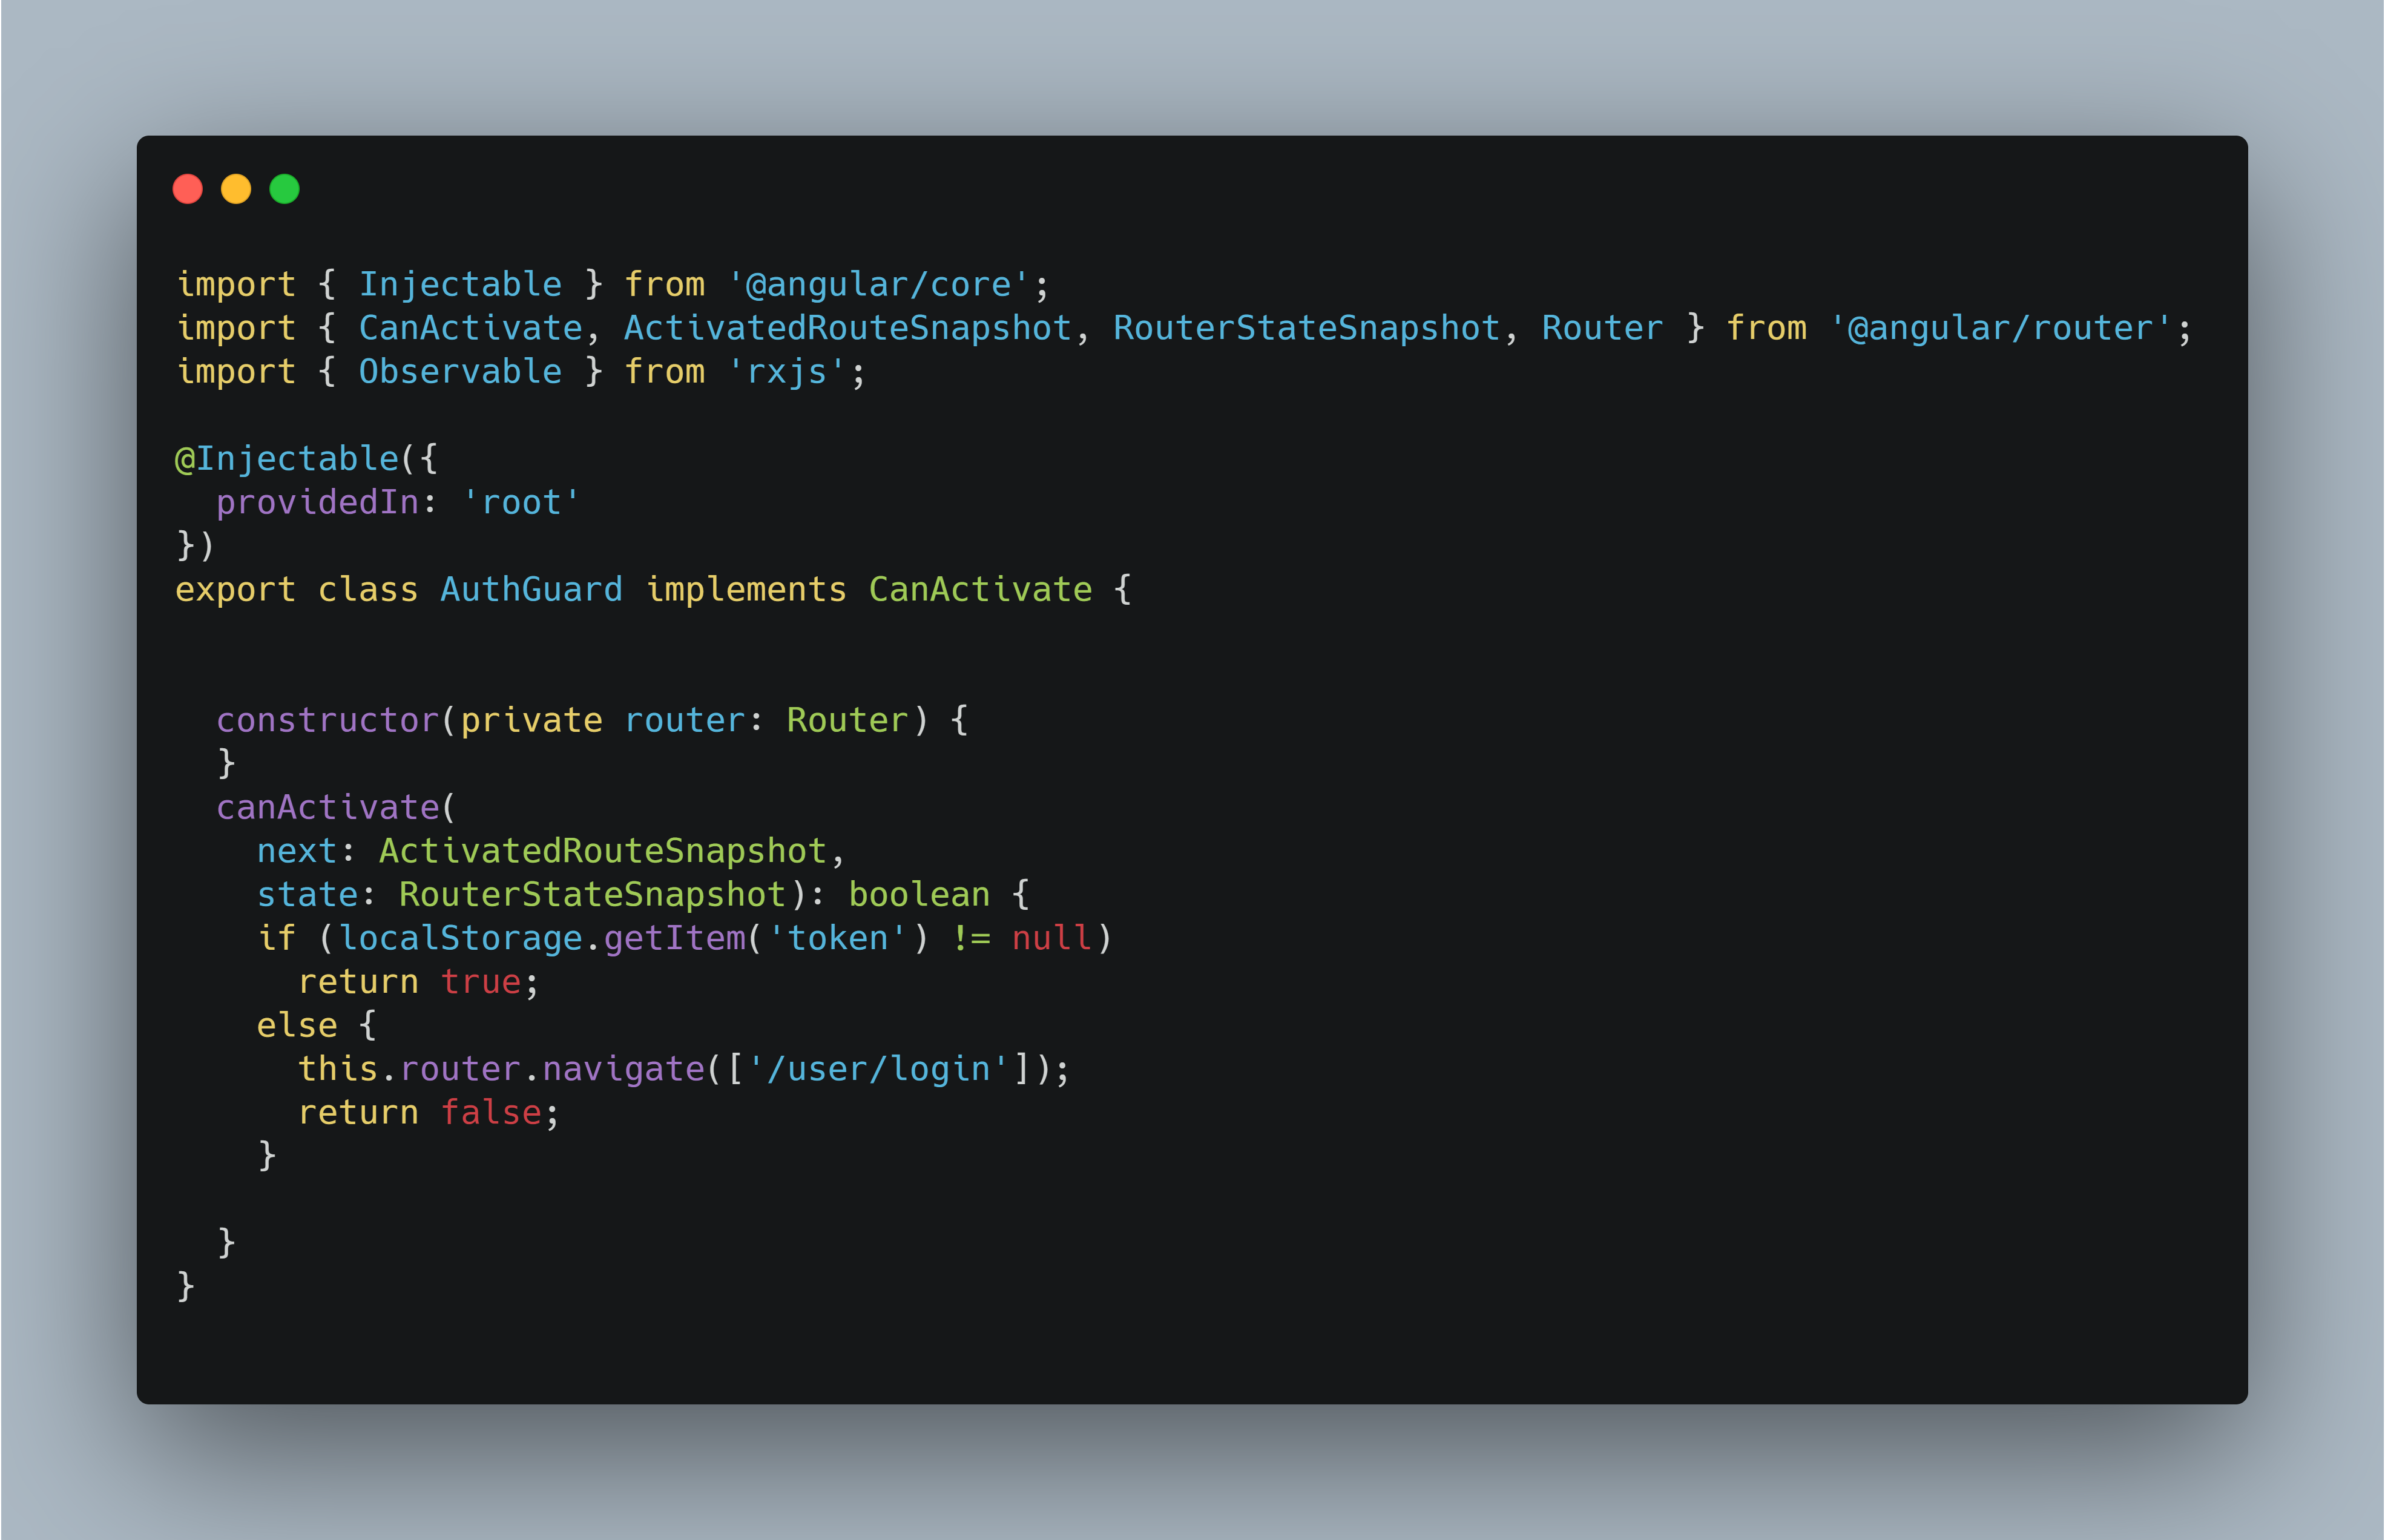 import { Injectable } from '@angular/core';
import { CanActivate, ActivatedRouteSnapshot, RouterStateSnapshot, Router } from '@angular/router';
import { Observable } from 'rxjs';

@Injectable({
  providedIn: 'root'
})
export class AuthGuard implements CanActivate {


  constructor(private router: Router) {
  }
  canActivate(
    next: ActivatedRouteSnapshot,
    state: RouterStateSnapshot): boolean {
    if (localStorage.getItem('token') != null)
      return true;
    else {
      this.router.navigate(['/user/login']);
      return false;
    }

  }
}